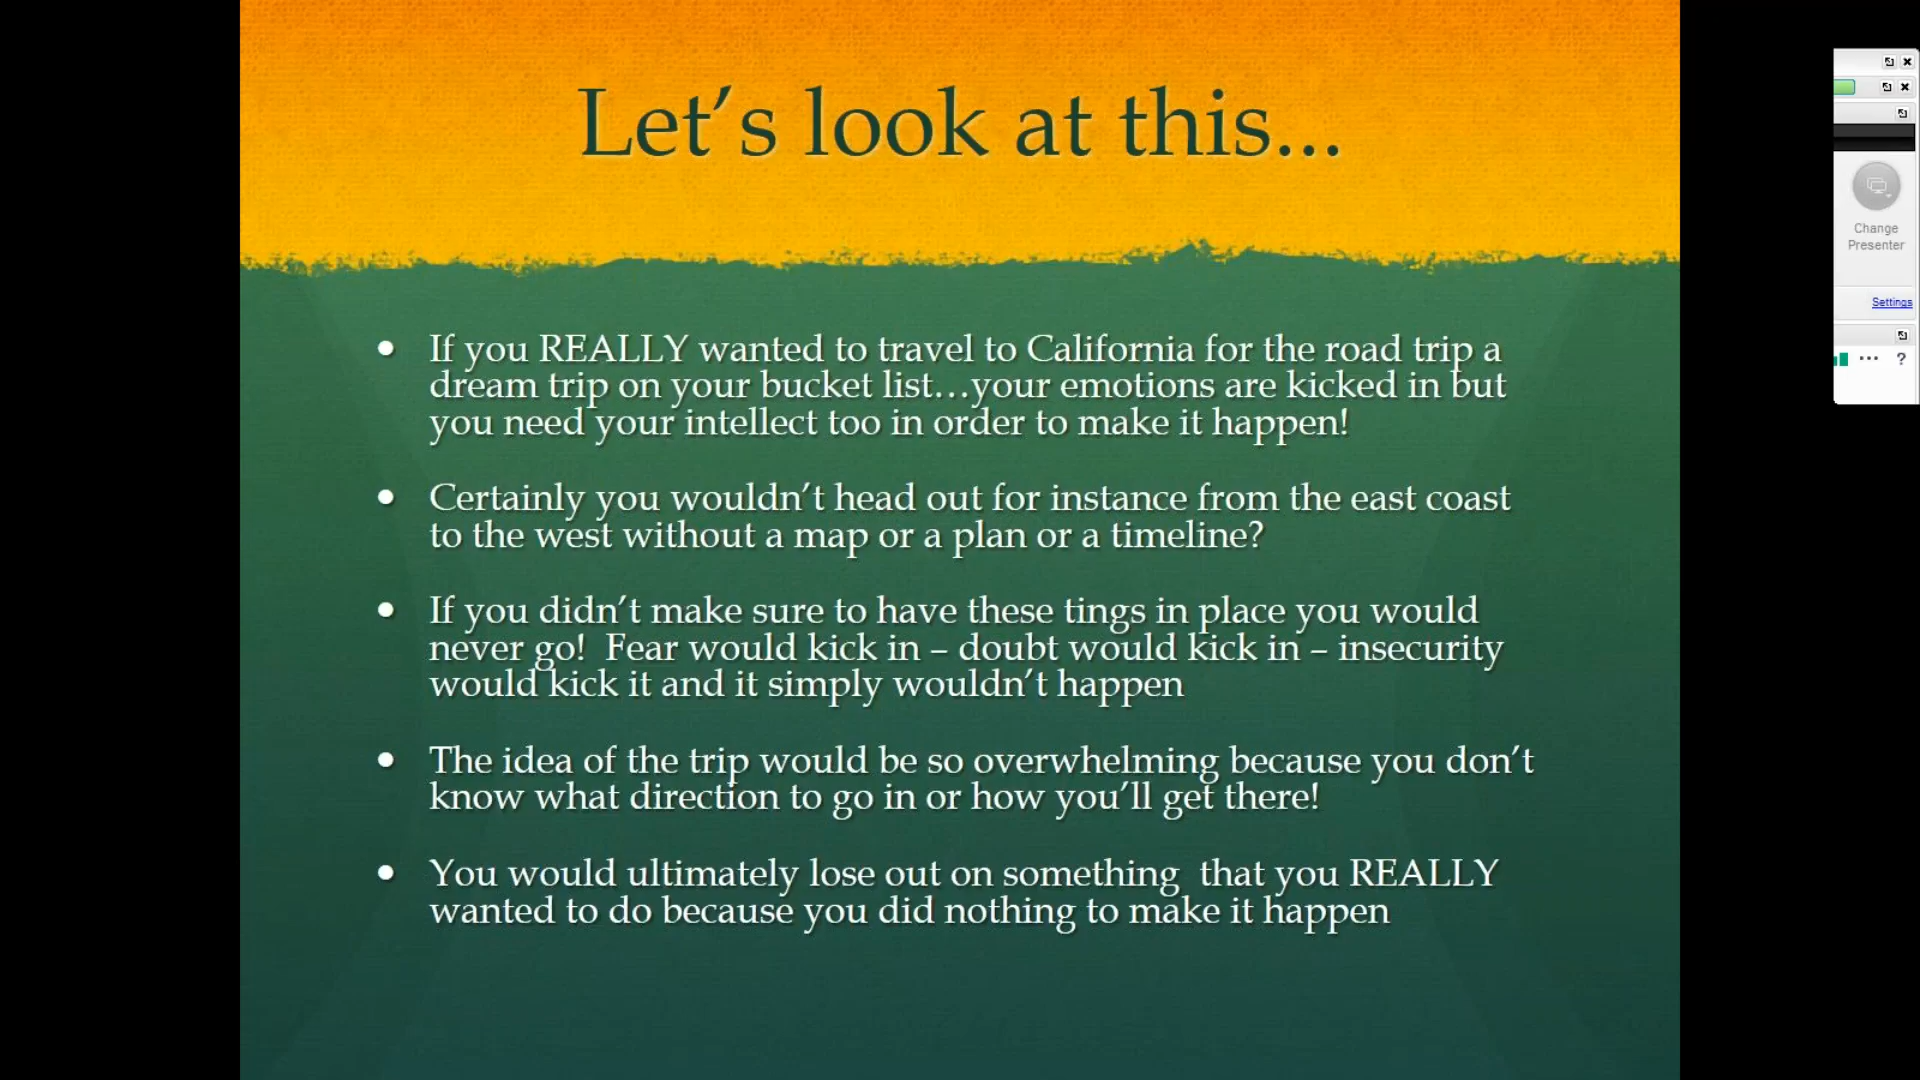 Let’s look at this...
• If you REALLY wanted to travel to California for the road trip a
dream trip on your bucket list…your emotions are kicked in but
you need your intellect too in order to make it happen!
• Certainly you wouldn’t head out for instance from the east coast
to the west without a map or a plan or a timeline?
• If you didn’t make sure to have these tings in place you would
never go!  Fear would kick in – doubt would kick in – insecurity
would kick it and it simply wouldn’t happen
• The idea of the trip would be so overwhelming because you don’t
know what direction to go in or how you’ll get there!
• You would ultimately lose out on something  that you REALLY
wanted to do because you did nothing to make it happen
Change
Presenter
Settings
... ?